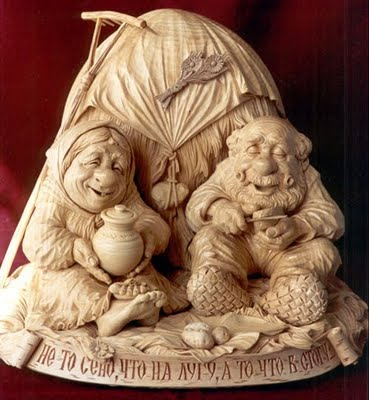 НЕ ТО СЕНО, ЧТО НА ЛУГУ, А ТО, ЧТО В СТОГУ